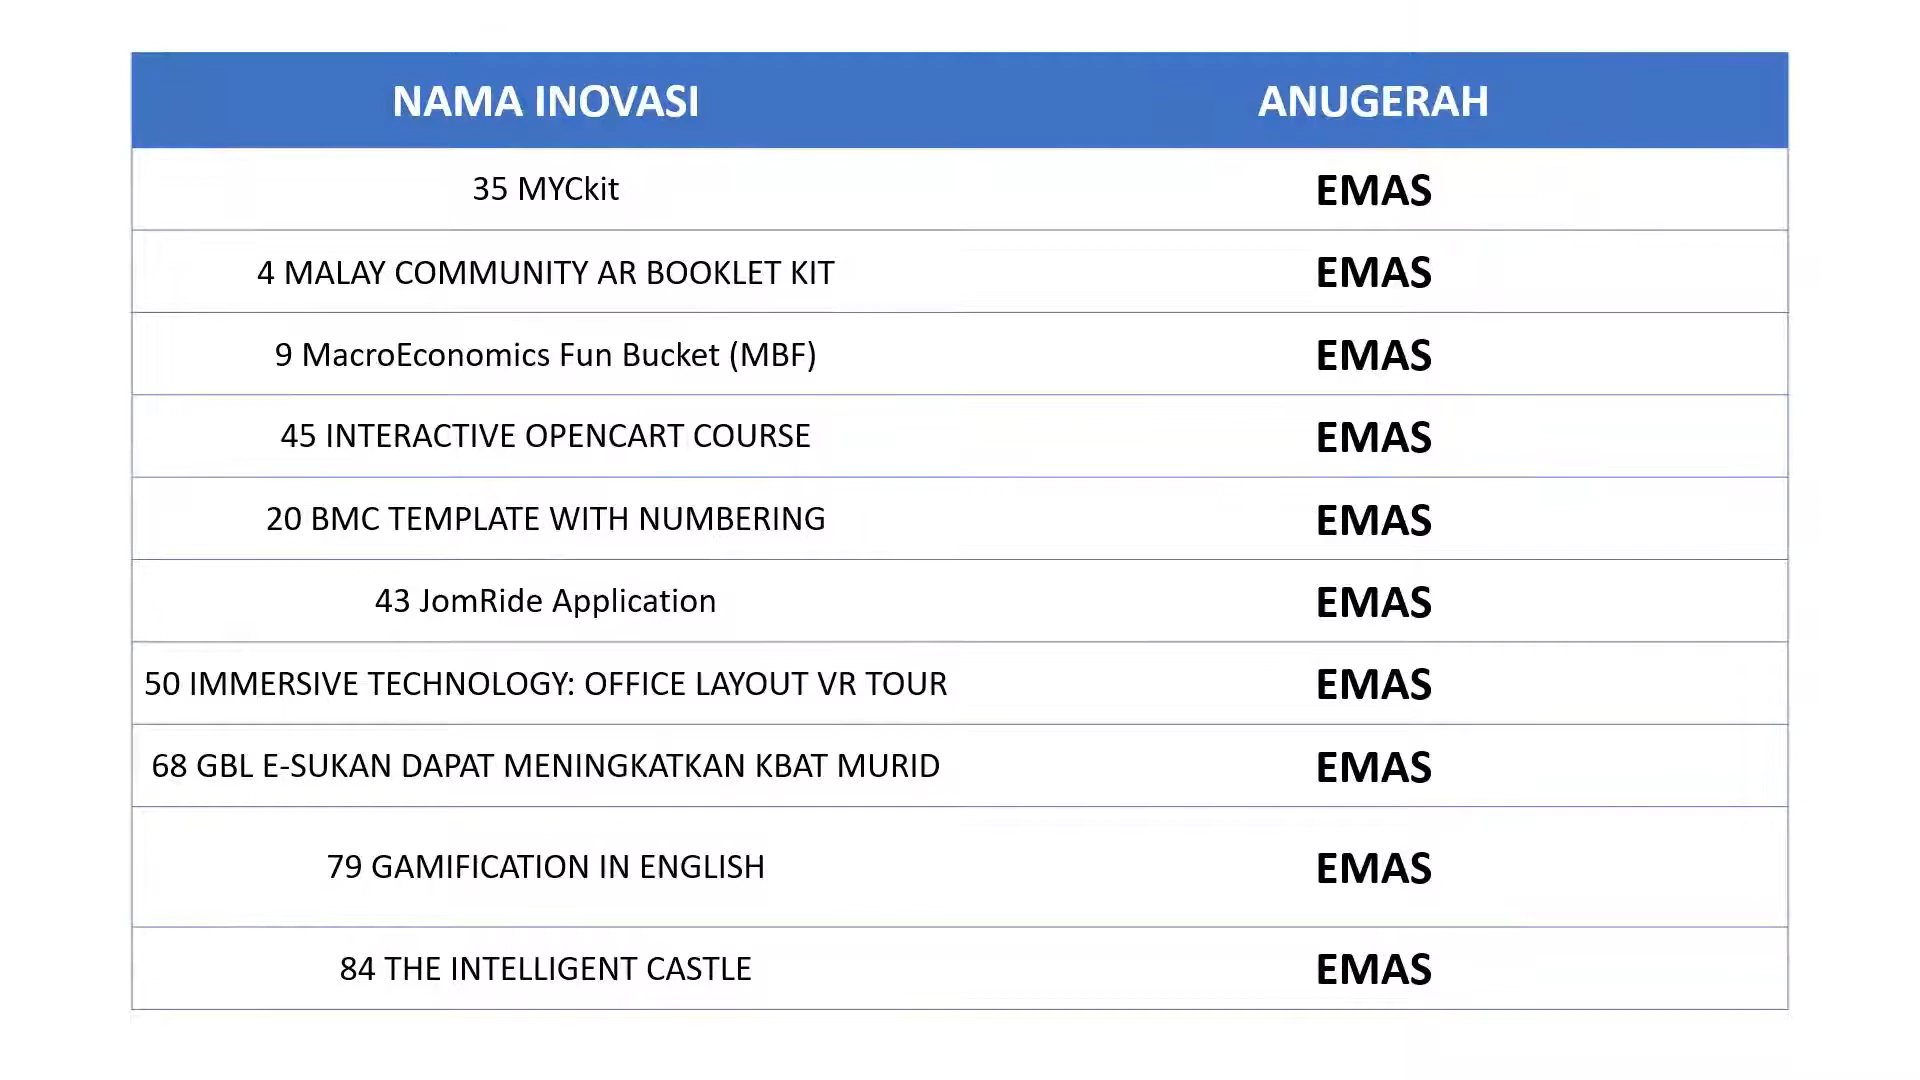 NAMA INOVASI ANUGERAH
35 MYCkit EMAS
4 MALAY COMMUNITY AR BOOKLET KIT EMAS
9 MacroEconomics Fun Bucket (MBF) EMAS
45 INTERACTIVE OPENCART COURSE EMAS
20 BMC TEMPLATE WITH NUMBERING EMAS
43 JomRide Application EMAS
50 IMMERSIVE TECHNOLOGY: OFFICE LAYOUT VR TOUR EMAS
68 GBL E-SUKAN DAPAT MENINGKATKAN KBAT MURID EMAS
79 GAMIFICATION IN ENGLISH EMAS
84 THE INTELLIGENT CASTLE EMAS